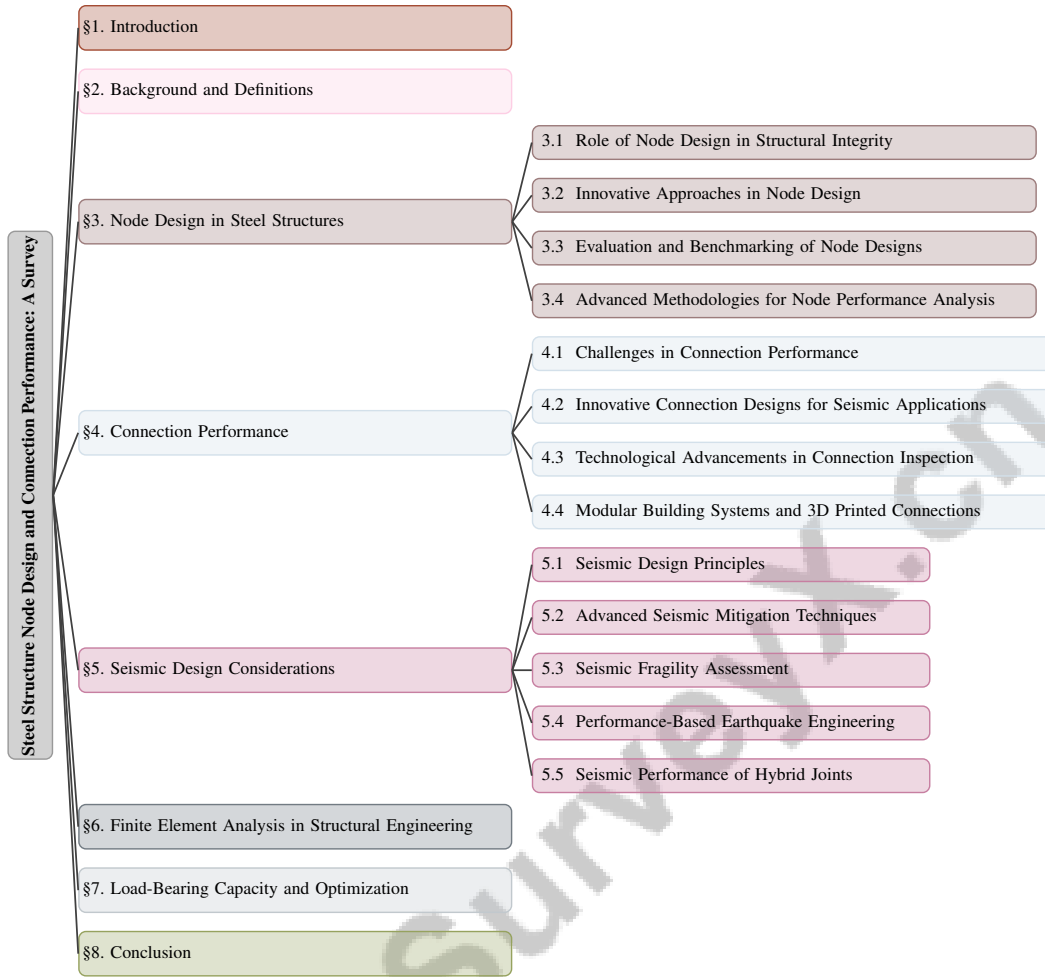 Steel Structure Node Design and Connection Performance: A Survey
§1. Introduction
§2. Background and Definitions
§3. Node Design in Steel Structures
3.1 Role of Node Design in Structural Integrity
3.2 Innovative Approaches in Node Design
3.3 Evaluation and Benchmarking of Node Designs
3.4 Advanced Methodologies for Node Performance Analysis
§4. Connection Performance
4.1 Challenges in Connection Performance
4.2 Innovative Connection Designs for Seismic Applications
4.3 Technological Advancements in Connection Inspection
4.4 Modular Building Systems and 3D Printed Connections
§5. Seismic Design Considerations
5.1 Seismic Design Principles
5.2 Advanced Seismic Mitigation Techniques
5.3 Seismic Fragility Assessment
5.4 Performance-Based Earthquake Engineering
5.5 Seismic Performance of Hybrid Joints
§6. Finite Element Analysis in Structural Engineering
§7. Load-Bearing Capacity and Optimization
§8. Conclusion
surveyx.cn